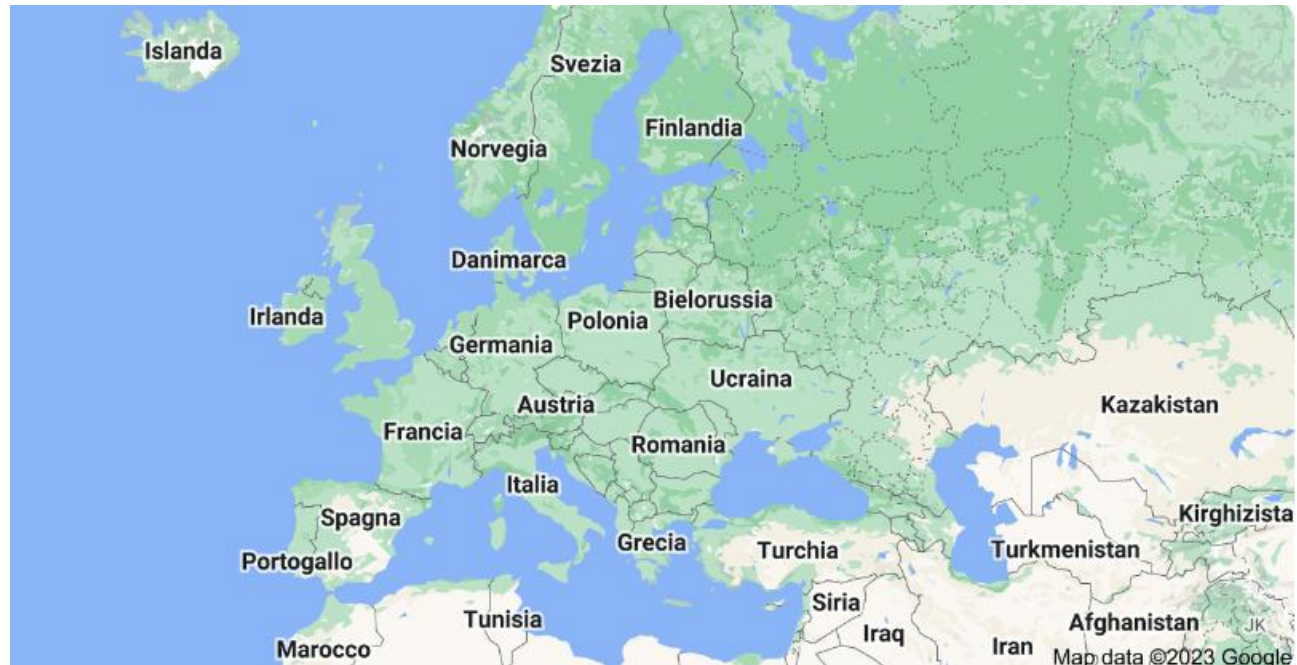 Islanda
Svezia
Finlandia
Norvegia
Danimarca
Bielorussia
Irlanda
Polonia
Germania
Ucraina
Austria
Kazakistan
Francia
Romania
Italia
Spagna
Kirghizista
Grecia
Turchia
Turkmenistan
Portogallo
Siria
Tunisia
Afghanistan
JK
Iraq
Iran
Marocco
Map data ©2023 Google